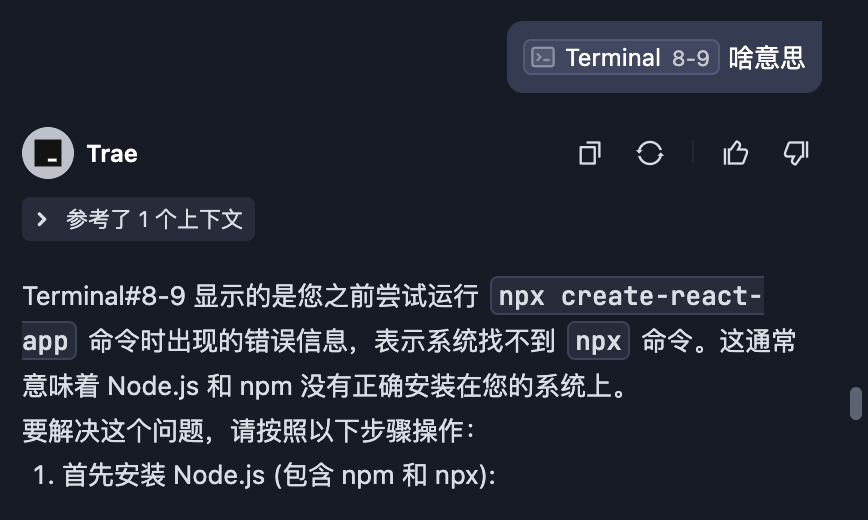 Terminal 8-9 啥意思
Trae
参考了 1 个上下文
Terminal#8-9 显示的是您之前尝试运行 npx create-react-
app 命令时出现的错误信息，表示系统找不到 npx 命令。这通常
意味着 Node.js 和 npm 没有正确安装在您的系统上。
要解决这个问题，请按照以下步骤操作：
1. 首先安装 Node.js (包含 npm 和 npx):